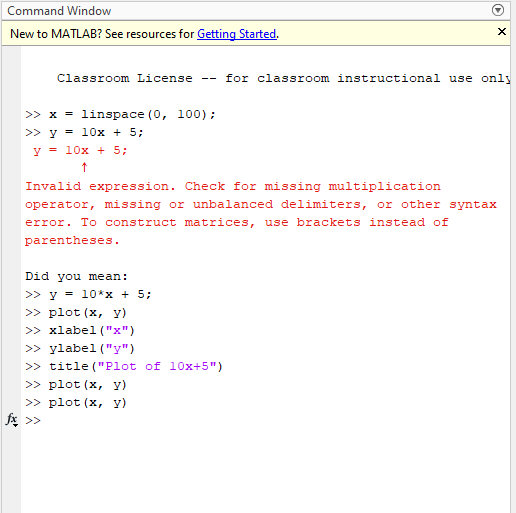 Command Window
New to MATLAB? See resources for Getting Started.
Classroom License -- for classroom instructional use only
>> x = linspace(0, 100);
>> y = 10x + 5;
y = 10x + 5;
↑
Invalid expression. Check for missing multiplication
operator, missing or unbalanced delimiters, or other syntax
error. To construct matrices, use brackets instead of
parentheses.
Did you mean:
>> y = 10*x + 5;
>> plot(x, y)
>> xlabel("x")
>> ylabel("y")
>> title("Plot of 10x+5")
>> plot(x, y)
>> plot(x, y)
fx >>